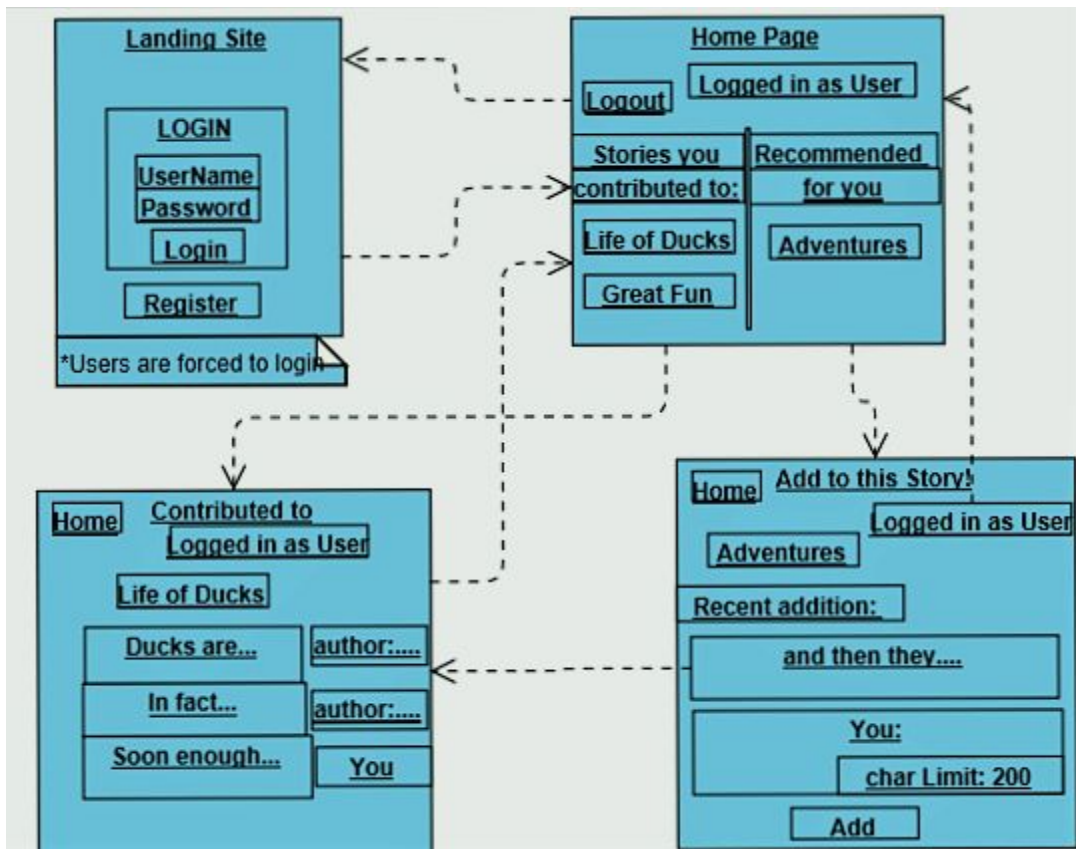 Landing Site
LOGIN
UserName
Password
Login
Register
*Users are forced to login
Home Page
Logged in as User
Logout
Stories you
contributed to:
Recommended
for you
Life of Ducks
Adventures
Great Fun
Home
Contributed to
Logged in as User
Life of Ducks
Ducks are...
author:....
In fact...
author:....
Soon enough...
You
Home
Add to this Story!
Logged in as User
Adventures
Recent addition:
and then they....
You:
char Limit: 200
Add